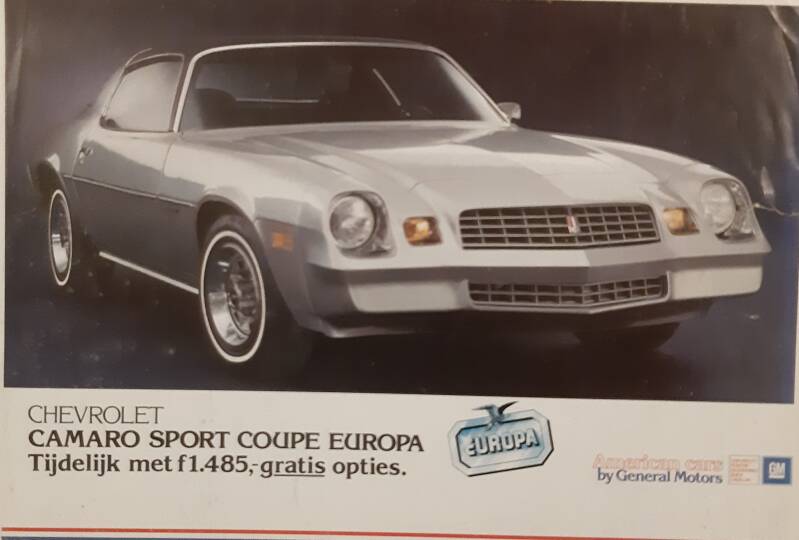 CHEVROLET
CAMARO SPORT COUPE EUROPA
Tijdelijk met f1.485,- gratis opties.
EUROPA
American cars
by General Motors
GM